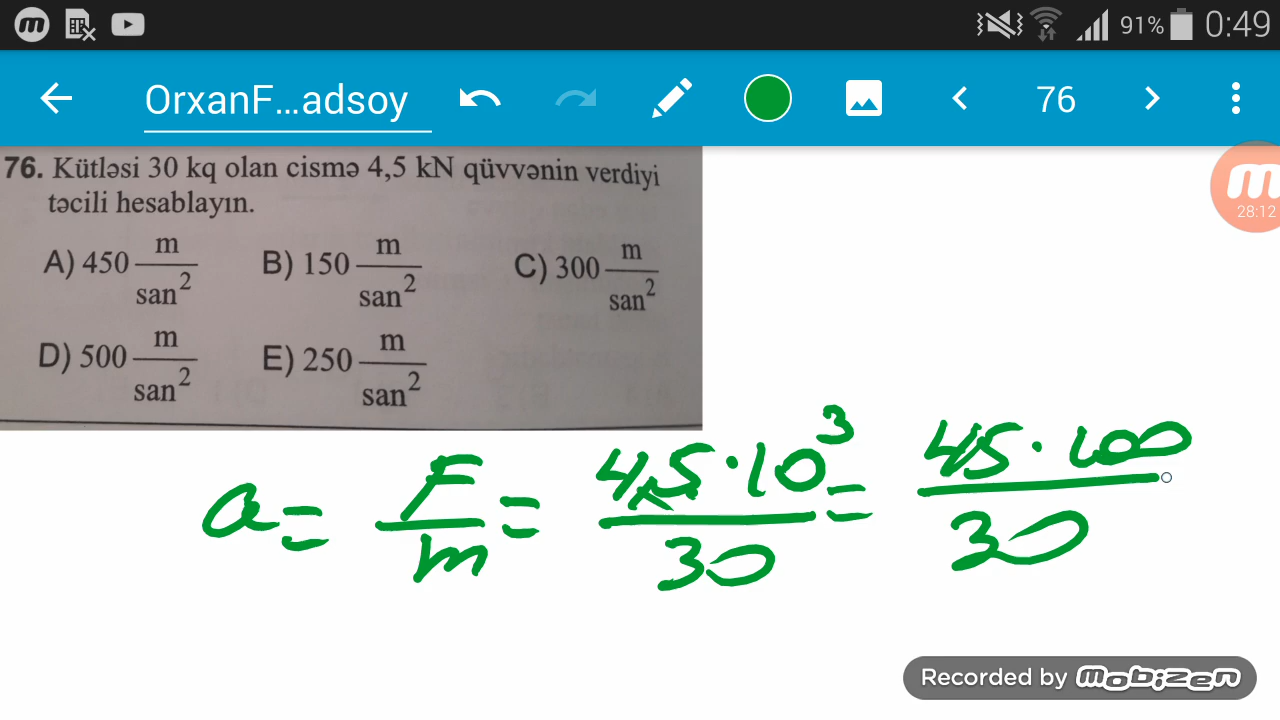 91% 0:49
OrxanF...adsoy 76
28:12
76. Kütləsi 30 kq olan cismə 4,5 kN qüvvənin verdiyi
təcili hesablayın.
A) 450 m/san² B) 150 m/san² C) 300 m/san²
D) 500 m/san² E) 250 m/san²
a = F/m = 4,5 · 10³/30 = 45 · 100/30
Recorded by Mobizen